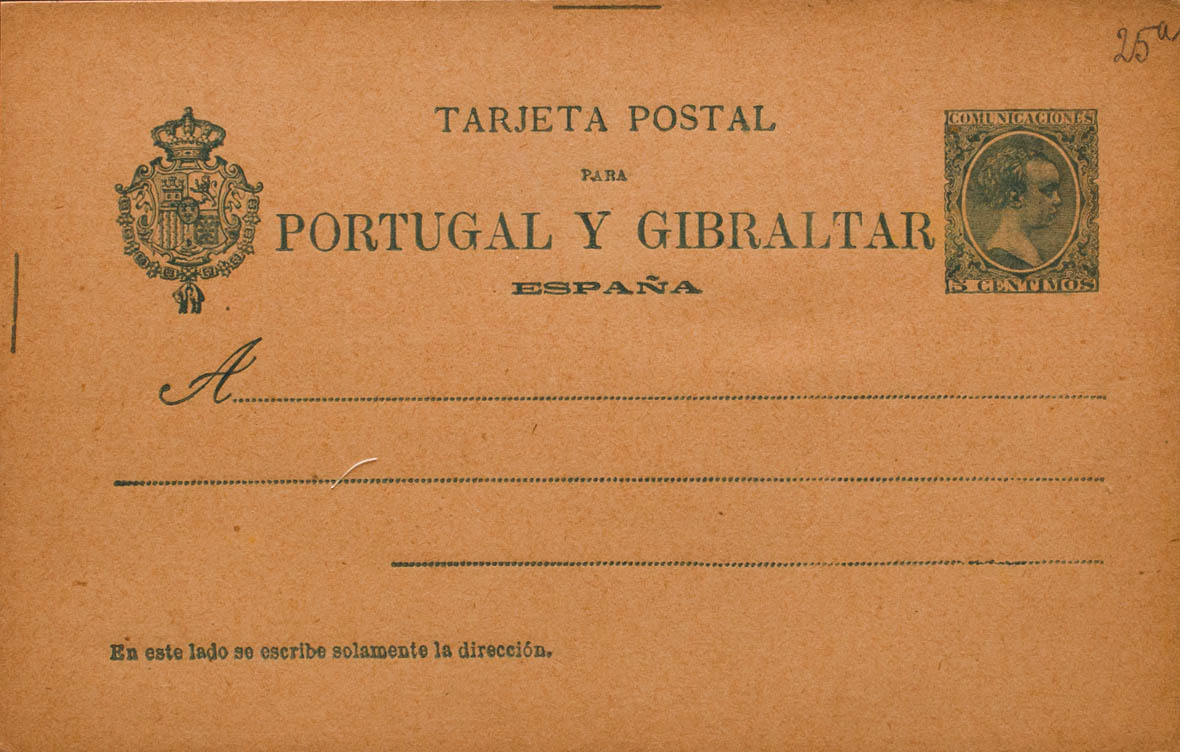 25a
TARJETA POSTAL
COMUNICACIONES
PARA
PORTUGAL Y GIBRALTAR
ESPAÑA
5 CENTIMOS
A
En este lado se escribe solamente la dirección.